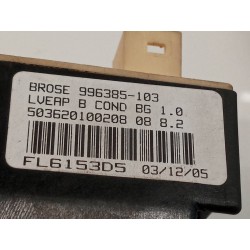 BROSE 996385-103
LVEAP B COND BG 1.0
503620100208 08 8.2
FL6153D5 03/12/05